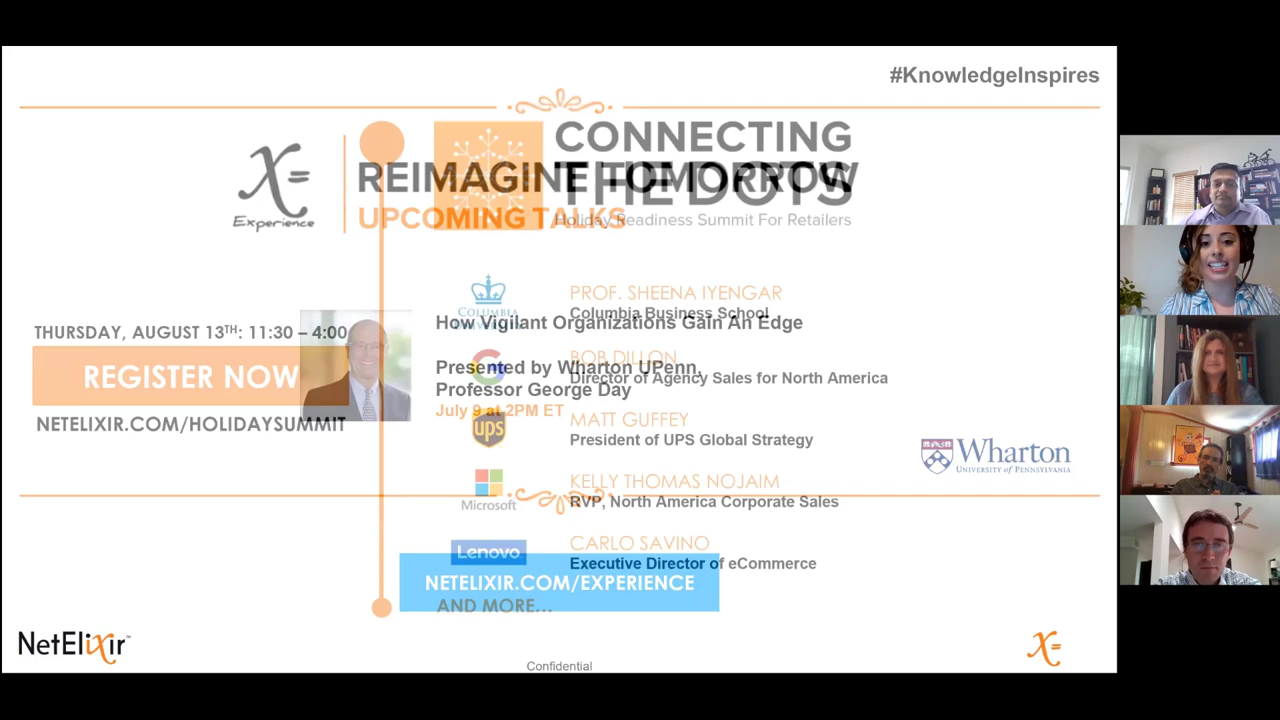 #KnowledgeInspires
CONNECTING
THE DOTS
Holiday Readiness Summit For Retailers
X=
Experience
REIMAGINE TOMORROW
UPCOMING TALKS
THURSDAY, AUGUST 13TH: 11:30 – 4:00
REGISTER NOW
NETELIXIR.COM/HOLIDAYSUMMIT
How Vigilant Organizations Gain An Edge
Presented by Wharton UPenn,
Professor George Day
July 9 at 2PM ET
COLUMBIA
PROF. SHEENA IYENGAR
Columbia Business School
BOB DILLON
Director of Agency Sales for North America
ups
MATT GUFFEY
President of UPS Global Strategy
Microsoft
KELLY THOMAS NOJAIM
RVP, North America Corporate Sales
Lenovo
CARLO SAVINO
Executive Director of eCommerce
AND MORE...
Wharton
UNIVERSITY OF PENNSYLVANIA
NETELIXIR.COM/EXPERIENCE
NetElixir™
Confidential
X=